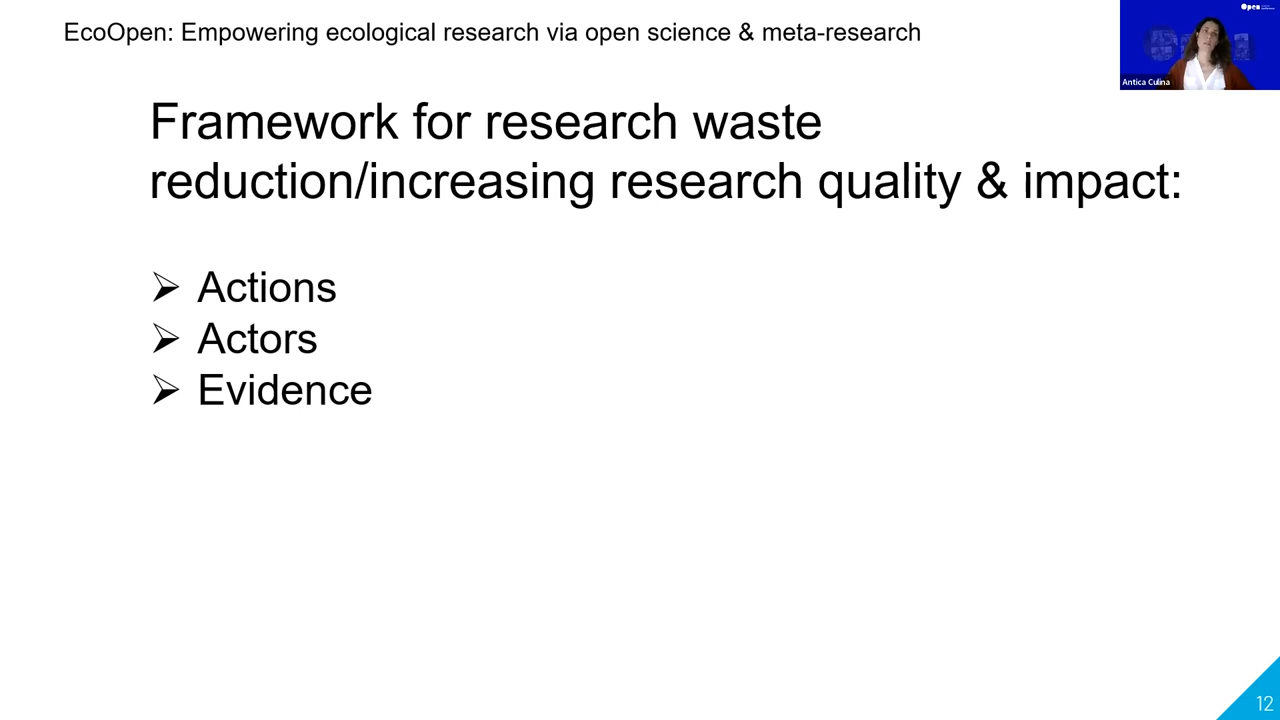 EcoOpen: Empowering ecological research via open science & meta-research
Open
Antica Culina
Framework for research waste
reduction/increasing research quality & impact:
➢ Actions
➢ Actors
➢ Evidence
12